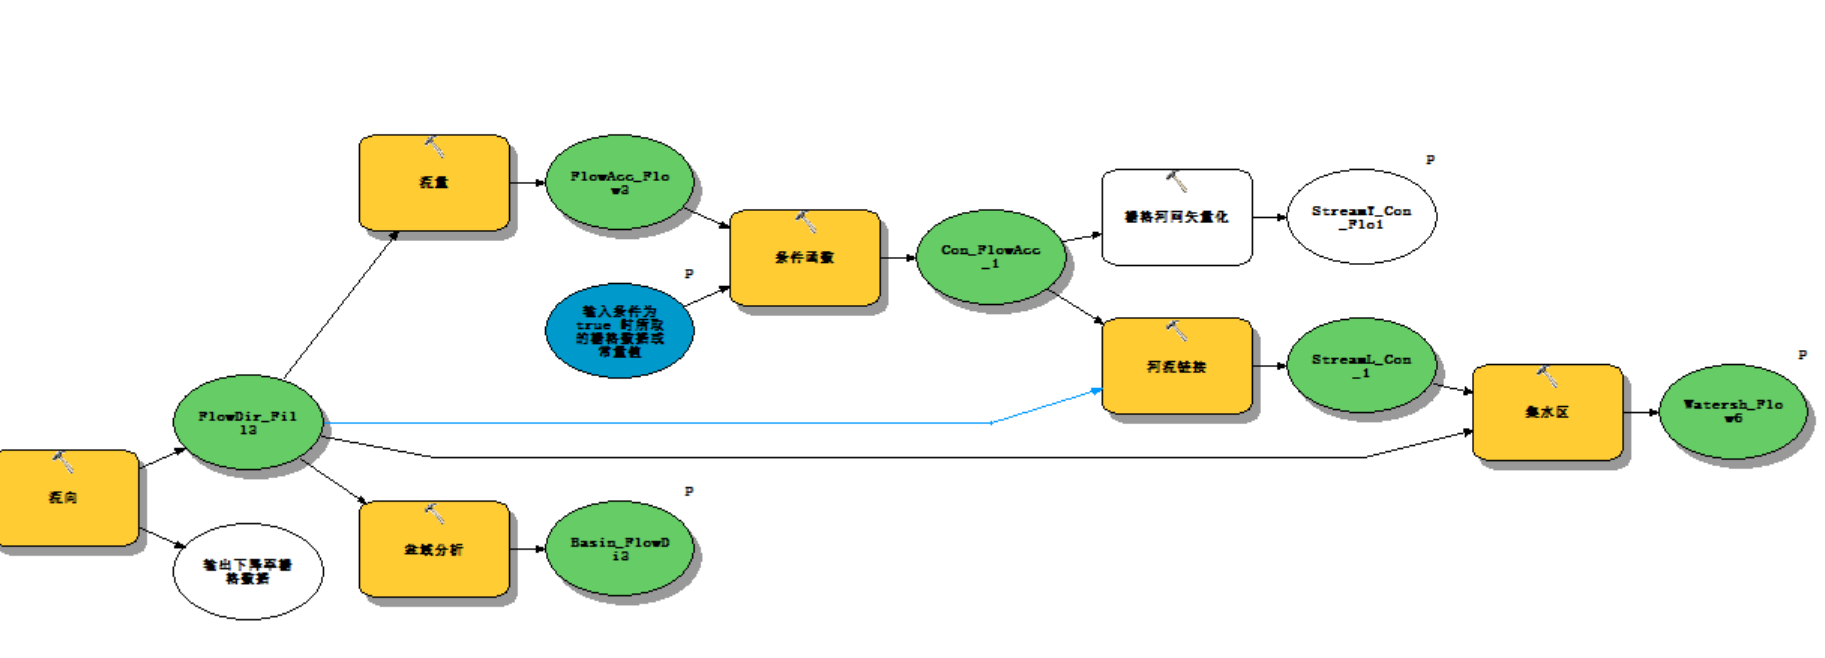 流量
FlowAcc_Flo
w3
P
输入条件为
true 时所取
的栅格数据或
常量值
条件函数
Con_FlowAcc
_1
栅格河网矢量化
P
StreamT_Con
_Flo1
河流链接
StreamL_Con
_1
集水区
P
Watersh_Flo
w6
流向
FlowDir_Fil
l3
输出下降率栅
格数据
盆域分析
P
Basin_FlowD
i3